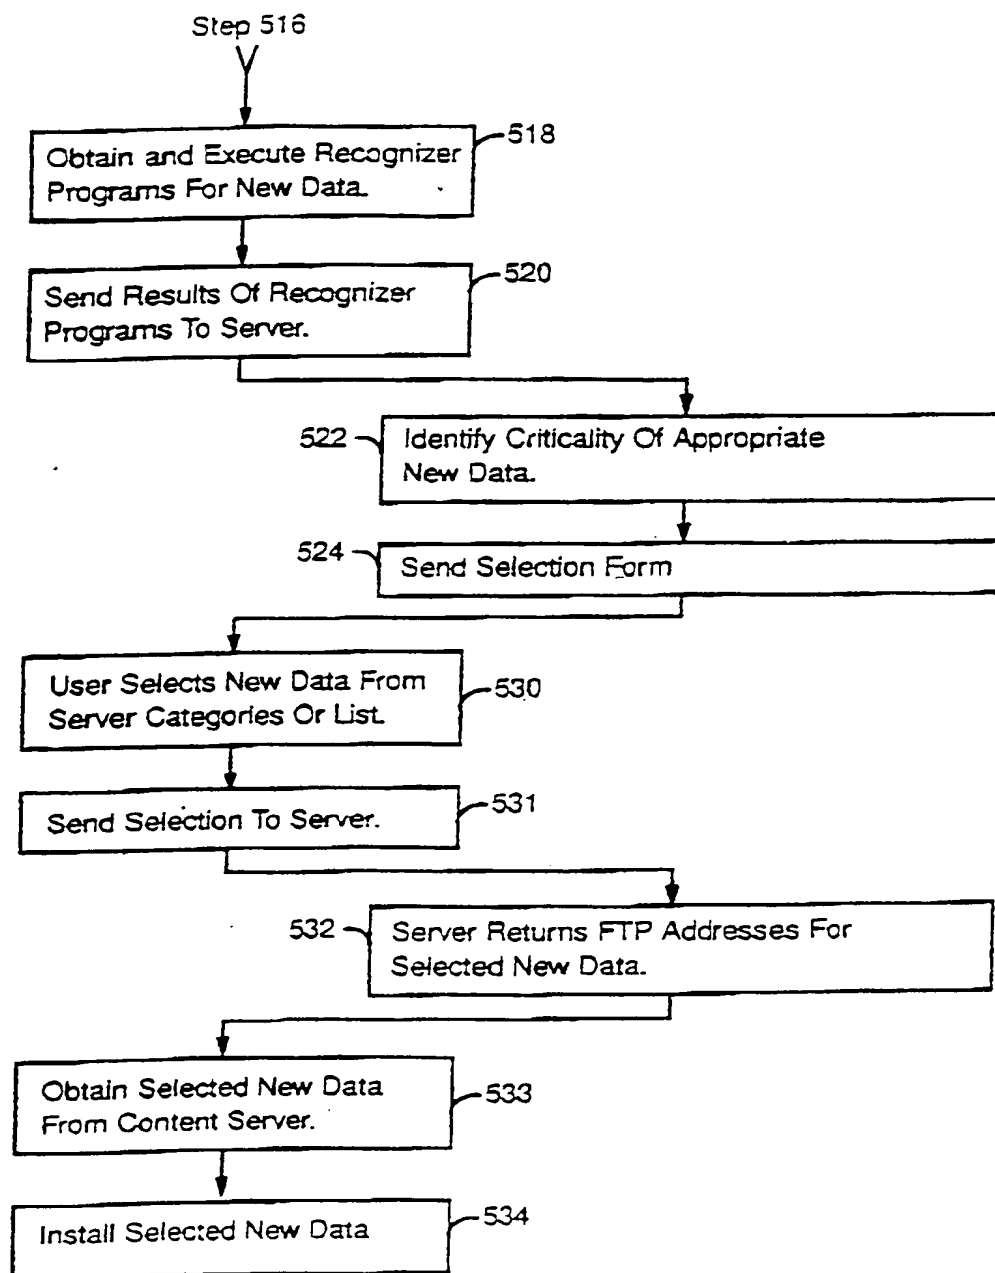 Step 516
518
Obtain and Execute Recognizer
Programs For New Data.
520
Send Results Of Recognizer
Programs To Server.
522
Identify Criticality Of Appropriate
New Data.
524
Send Selection Form
User Selects New Data From
Server Categories Or List.
530
Send Selection To Server.
531
532
Server Returns FTP Addresses For
Selected New Data.
Obtain Selected New Data
From Content Server.
533
Install Selected New Data
534